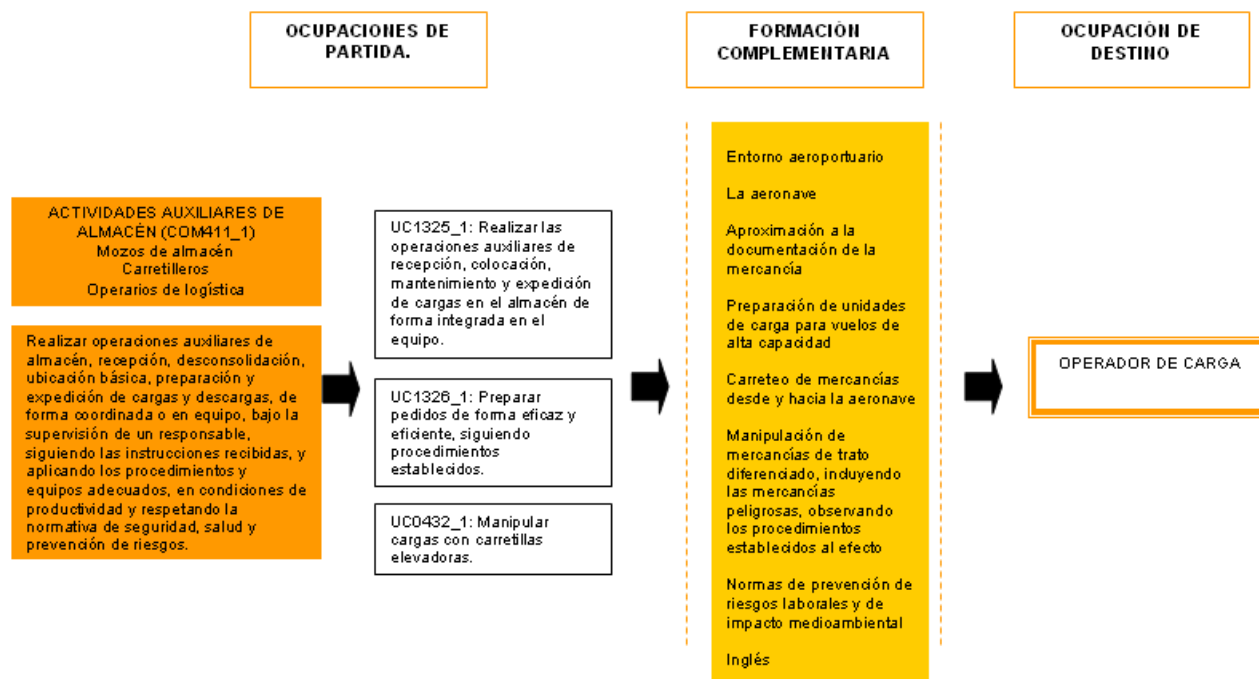 OCUPACIONES DE
PARTIDA.
FORMACIÓN
COMPLEMENTARIA
OCUPACIÓN DE
DESTINO
ACTIVIDADES AUXILIARES DE
ALMACÉN (COM411_1)
Mozos de almacén
Carretilleros
Operarios de logística
Realizar operaciones auxiliares de
almacén, recepción, desconsolidación,
ubicación básica, preparación y
expedición de cargas y descargas, de
forma coordinada o en equipo, bajo la
supervisión de un responsable,
siguiendo las instrucciones recibidas, y
aplicando los procedimientos y
equipos adecuados, en condiciones de
productividad y respetando la
normativa de seguridad, salud y
prevención de riesgos.
UC1325_1: Realizar las
operaciones auxiliares de
recepción, colocación,
mantenimiento y expedición
de cargas en el almacén de
forma integrada en el
equipo.
UC1326_1: Preparar
pedidos de forma eficaz y
eficiente, siguiendo
procedimientos
establecidos.
UC0432_1: Manipular
cargas con carretillas
elevadoras.
Entorno aeroportuario
La aeronave
Aproximación a la
documentación de la
mercancía
Preparación de unidades
de carga para vuelos de
alta capacidad
Carreteo de mercancías
desde y hacia la aeronave
Manipulación de
mercancías de trato
diferenciado, incluyendo
las mercancías
peligrosas, observando
los procedimientos
establecidos al efecto
Normas de prevención de
riesgos laborales y de
impacto medioambiental
Inglés
OPERADOR DE CARGA